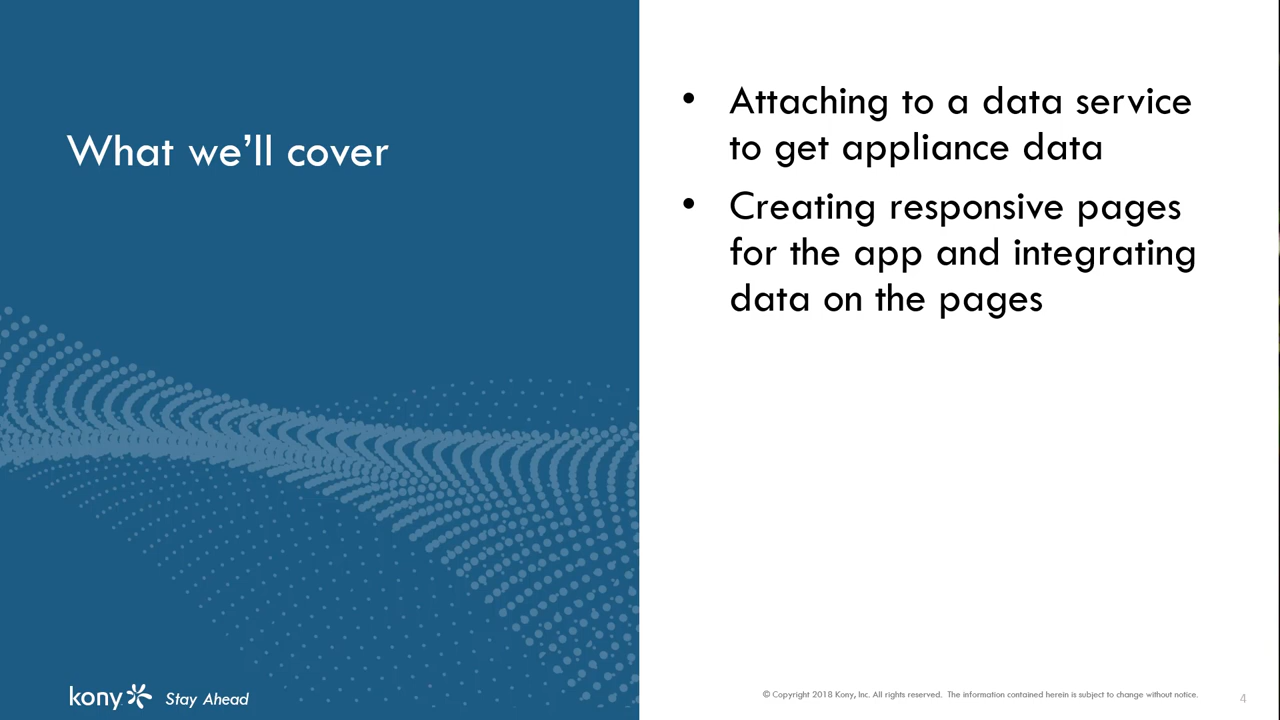 What we’ll cover
• Attaching to a data service
to get appliance data
• Creating responsive pages
for the app and integrating
data on the pages
kony Stay Ahead
© Copyright 2018 Kony, Inc. All rights reserved. The information contained herein is subject to change without notice.
4